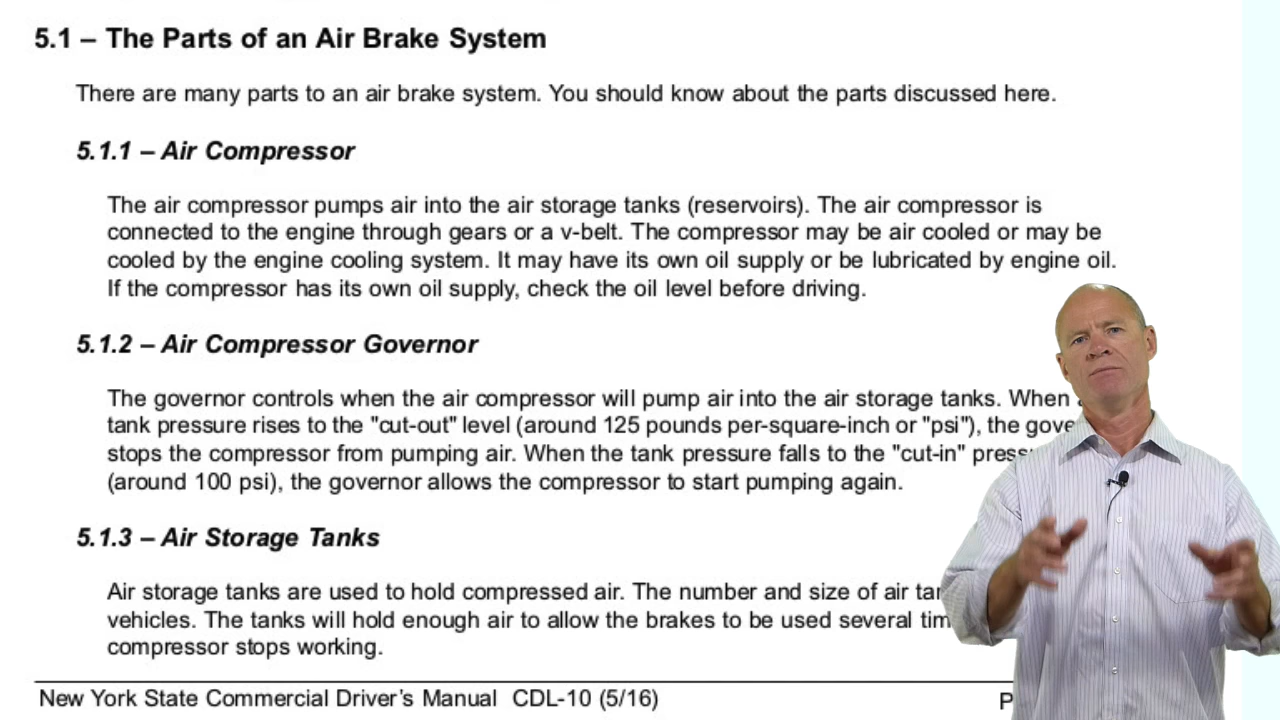 5.1 – The Parts of an Air Brake System
There are many parts to an air brake system. You should know about the parts discussed here.
5.1.1 – Air Compressor
The air compressor pumps air into the air storage tanks (reservoirs). The air compressor is
connected to the engine through gears or a v-belt. The compressor may be air cooled or may be
cooled by the engine cooling system. It may have its own oil supply or be lubricated by engine oil.
If the compressor has its own oil supply, check the oil level before driving.
5.1.2 – Air Compressor Governor
The governor controls when the air compressor will pump air into the air storage tanks. When
tank pressure rises to the "cut-out" level (around 125 pounds per-square-inch or "psi"), the
stops the compressor from pumping air. When the tank pressure falls to the "cut-in"
(around 100 psi), the governor allows the compressor to start pumping again.
5.1.3 – Air Storage Tanks
Air storage tanks are used to hold compressed air. The number and size of air
vehicles. The tanks will hold enough air to allow the brakes to be used several
compressor stops working.
New York State Commercial Driver's Manual CDL-10 (5/16)